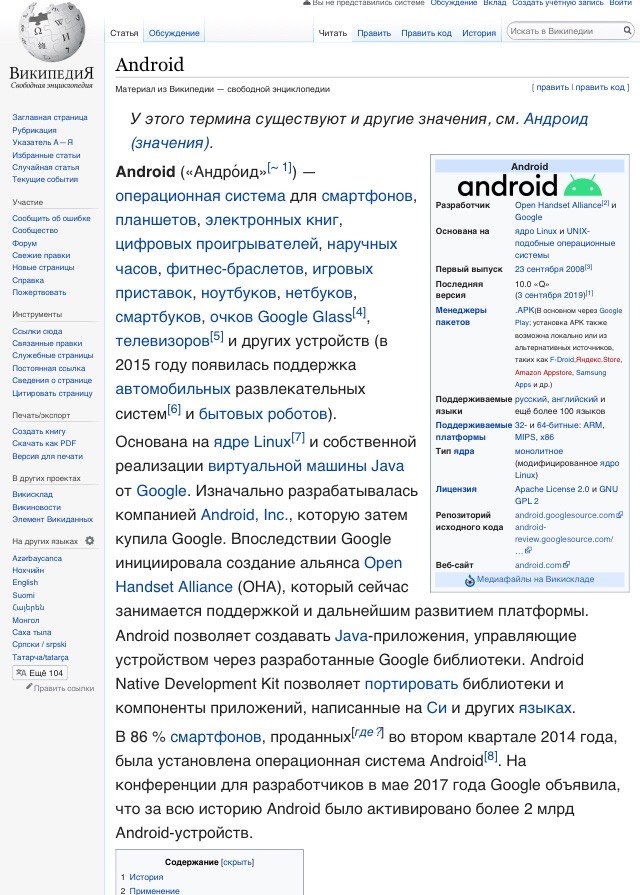 Вы не представились системе Обсуждение Вклад Создать учётную запись Войти
Статья Обсуждение Читать Править Править код История Искать в Википедии
ВИКИПЕДИЯ
Свободная энциклопедия
Заглавная страница
Рубрикация
Указатель А — Я
Избранные статьи
Случайная статья
Текущие события
Участие
Сообщить об ошибке
Сообщество
Форум
Свежие правки
Новые страницы
Справка
Пожертвовать
Инструменты
Ссылки сюда
Связанные правки
Служебные страницы
Постоянная ссылка
Сведения о странице
Цитировать страницу
Печать/экспорт
Создать книгу
Скачать как PDF
Версия для печати
В других проектах
Викисклад
Викиновости
Элемент Викиданных
На других языках
Azərbaycanca
Нохчийн
English
Suomi
Հայերեն
Монгол
Саха тыла
Српски / srpski
Татарча/tatarça
Ещё 104
Править ссылки
Android
Материал из Википедии — свободной энциклопедии [ править | править код ]
У этого термина существуют и другие значения, см. Андроид
(значения).
Android («Андро́ид»[~ 1]) —
операционная система для смартфонов,
планшетов, электронных книг,
цифровых проигрывателей, наручных
часов, фитнес-браслетов, игровых
приставок, ноутбуков, нетбуков,
смартбуков, очков Google Glass[4],
телевизоров[5] и других устройств (в
2015 году появилась поддержка
автомобильных развлекательных
систем[6] и бытовых роботов).
Основана на ядре Linux[7] и собственной
реализации виртуальной машины Java
от Google. Изначально разрабатывалась
компанией Android, Inc., которую затем
купила Google. Впоследствии Google
инициировала создание альянса Open
Handset Alliance (OHA), который сейчас
занимается поддержкой и дальнейшим развитием платформы.
Android позволяет создавать Java-приложения, управляющие
устройством через разработанные Google библиотеки. Android
Native Development Kit позволяет портировать библиотеки и
компоненты приложений, написанные на Си и других языках.
В 86 % смартфонов, проданных[где?] во втором квартале 2014 года,
была установлена операционная система Android[8]. На
конференции для разработчиков в мае 2017 года Google объявила,
что за всю историю Android было активировано более 2 млрд
Android-устройств.
Android
android
Разработчик Open Handset Alliance[2] и
Google
Основана на ядро Linux и UNIX-
подобные операционные
системы
Первый выпуск 23 сентября 2008[3]
Последняя 10.0 «Q»
версия (3 сентября 2019)[1]
Менеджеры .APK(В основном через Google
пакетов Play; установка APK также
возможна локально или из
альтернативных источников,
таких как F-Droid,Яндекс.Store,
Amazon Appstore, Samsung
Apps и др.)
Поддерживаемые русский, английский и
языки ещё более 100 языках
Поддерживаемые 32- и 64-битные: ARM,
платформы MIPS, x86
Тип ядра монолитное
(модифицированное ядро
Linux)
Лицензия Apache License 2.0 и GNU
GPL 2
Репозиторий android.googlesource.com
исходного кода android-
review.googlesource.com/
…
Веб-сайт android.com
Медиафайлы на Викискладе
Содержание [скрыть]
1 История
2 Применение